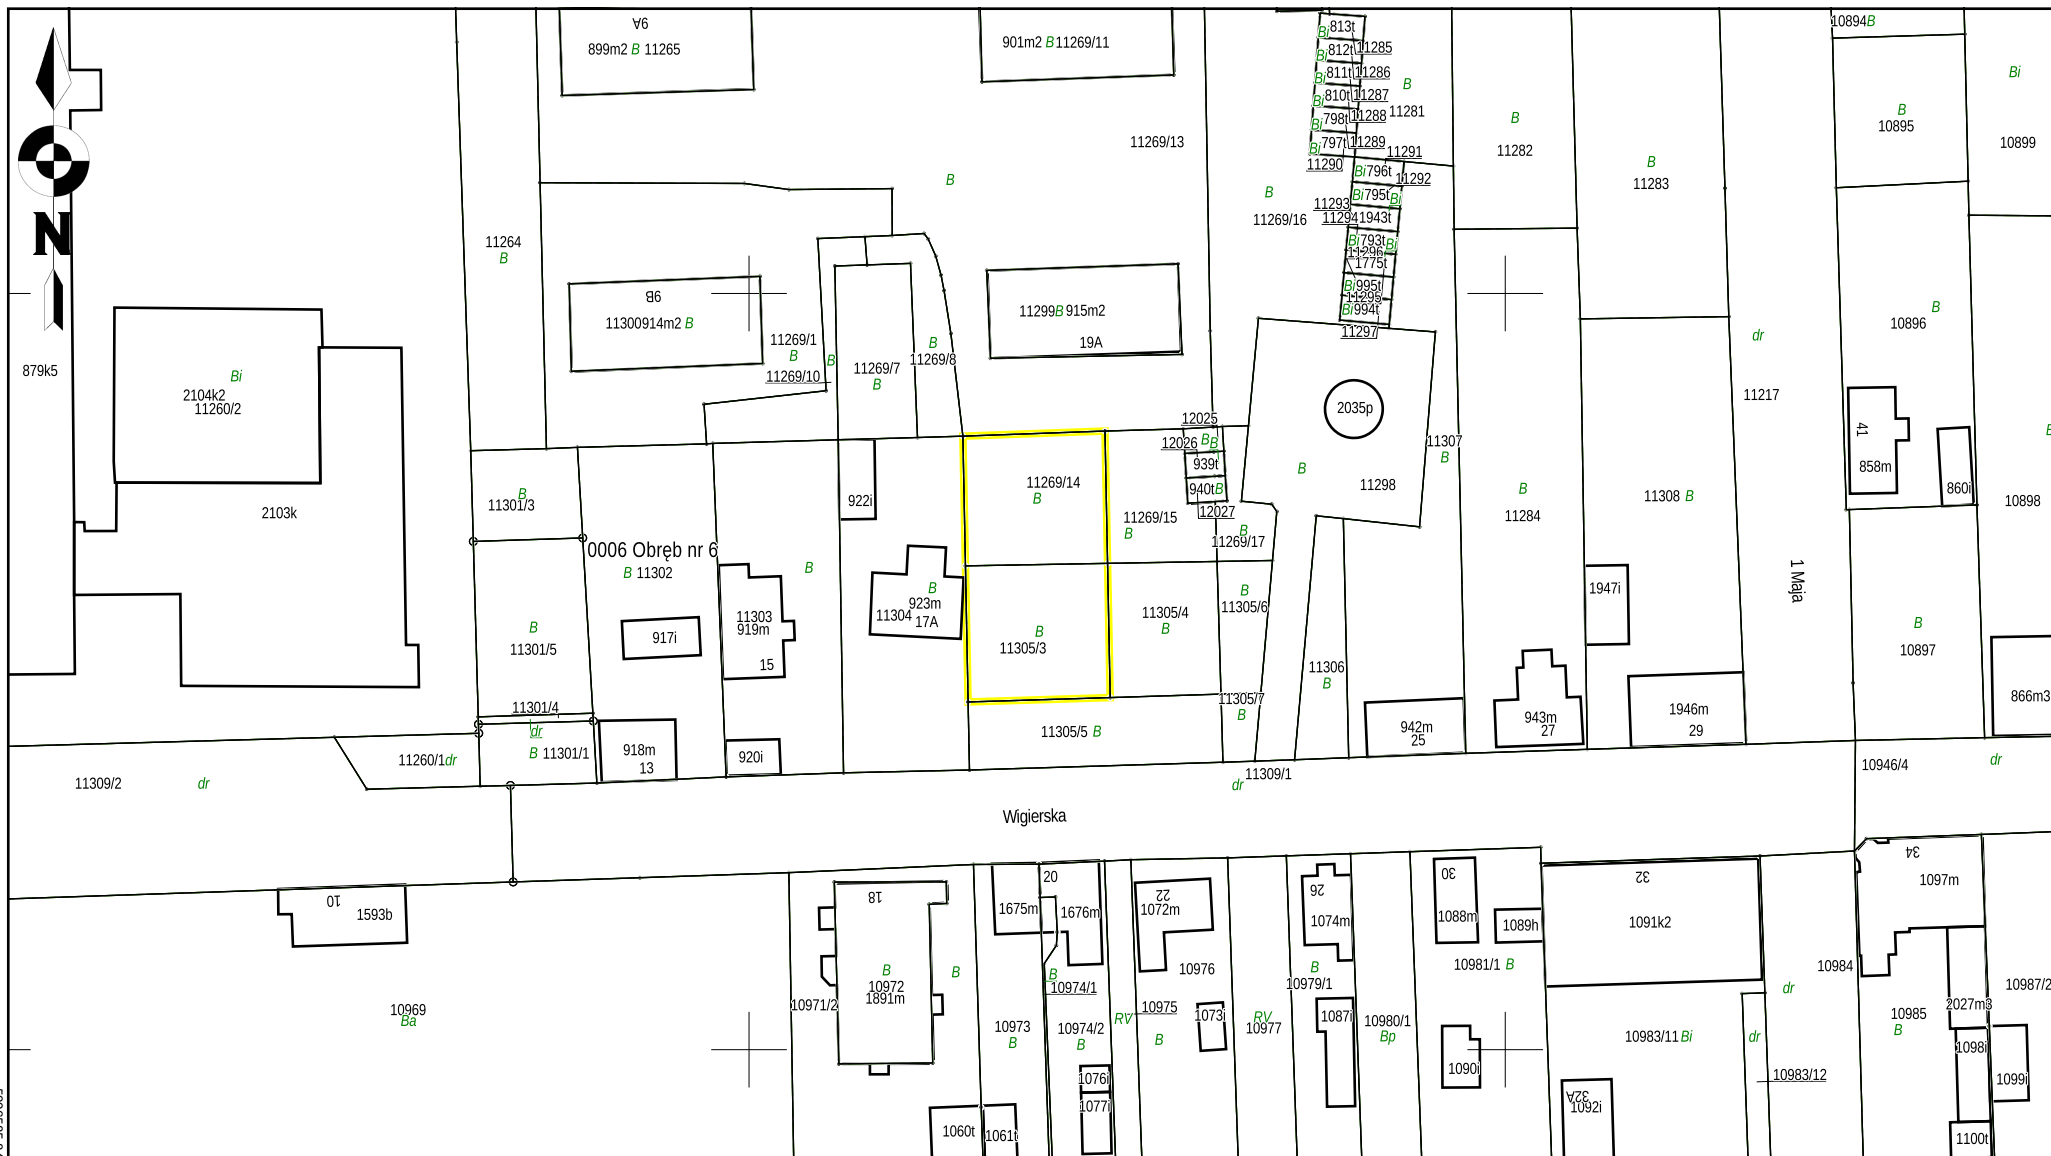 9A
899m2 B 11265
901m2 B 11269/11
813t
Bi
812t 11285
Bi
811t 11286
Bi
810t 11287
Bi
798t 11288
Bi
797t 11289
Bi
11290
11291
B
11281
10894 B
Bi
B
11282
B
11283
B
10895
10899
11269/13
B
B
11269/16
Bi 796t
11292
795t Bi
11293
11294 1943t
Bi 793t Bi
11296
1775t
Bi 995t
11295
Bi 994t
11297
N
11264
B
9B
11300 914m2 B
11269/1
B
11269/10
B
11269/7
B
B
11269/8
11299 B 915m2
19A
dr
11217
B
10896
879k5
Bi
2104k2
11260/2
2103k
2035p
11307
B
11298
B
41
858m
860i
10898
12025
12026
B
B
939t
940t B
12027
11269/14
B
11269/15
B
B
11269/17
B
11284
11308 B
B
11301/3
922i
0006 Obręb nr 6
B 11302
B
1 Maja
1947i
B
11301/5
917i
11303
919m
15
B
923m
11304
17A
B
11305/3
11305/4
B
B
11305/6
11306
B
B
10897
866m3
11301/4
dr
B 11301/1
918m
13
920i
11305/5 B
11305/7
B
942m
25
943m
27
1946m
29
11309/2
dr
11260/1 dr
11309/1
dr
10946/4
dr
Wigierska
10
1593b
18
20
1675m
1676m
22
1072m
26
1074m
30
1088m
1089h
32
1091k2
34
1097m
B
10972
1891m
B
B
10974/1
10976
10975
B
B
10979/1
10981/1 B
10984
dr
10987/2
10969
Ba
10971/2
10973
B
10974/2
B
RV
1073i
RV
10977
1087i
10980/1
Bp
1090i
10983/11 Bi
dr
10983/12
10985
B
2027m3
1098i
1099i
1076i
1077i
1060t
1061t
32A
1092i
1100t